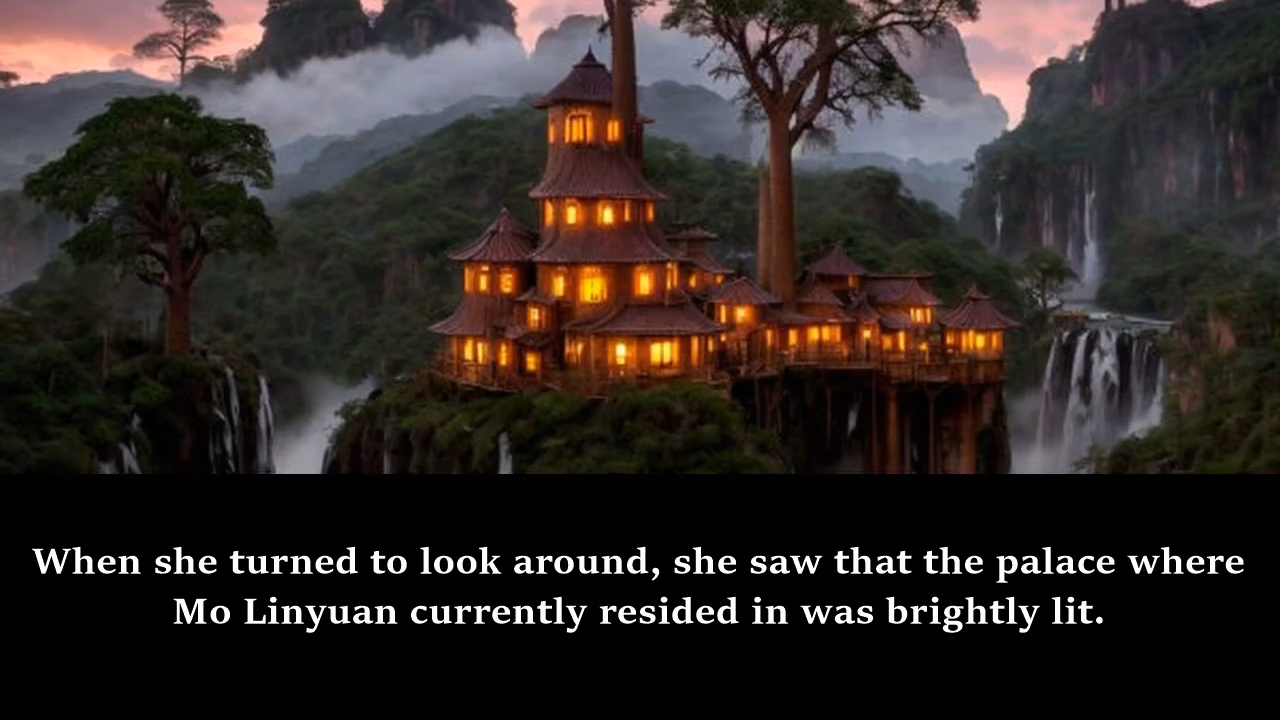 When she turned to look around, she saw that the palace where
Mo Linyuan currently resided in was brightly lit.